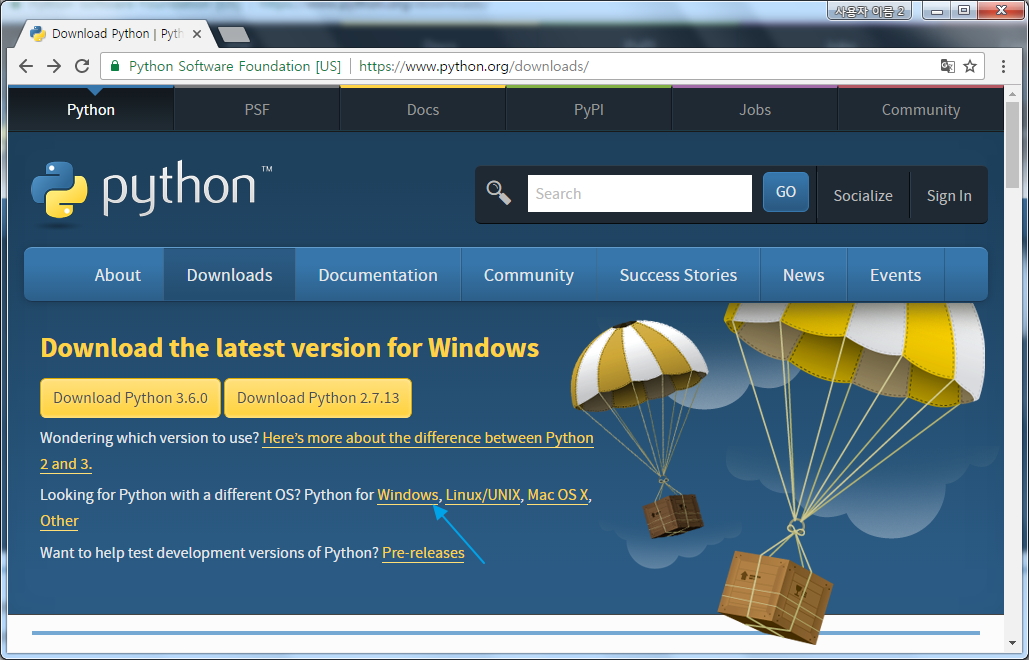 사용자 이름 2
Download Python | Pyth
Python Software Foundation [US] | https://www.python.org/downloads/
Python PSF Docs PyPI Jobs Community
python™
Search GO Socialize Sign In
About Downloads Documentation Community Success Stories News Events
Download the latest version for Windows
Download Python 3.6.0 Download Python 2.7.13
Wondering which version to use? Here's more about the difference between Python
2 and 3.
Looking for Python with a different OS? Python for Windows, Linux/UNIX, Mac OS X,
Other
Want to help test development versions of Python? Pre-releases